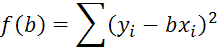 f(b) = ∑(yᵢ − bxᵢ)²